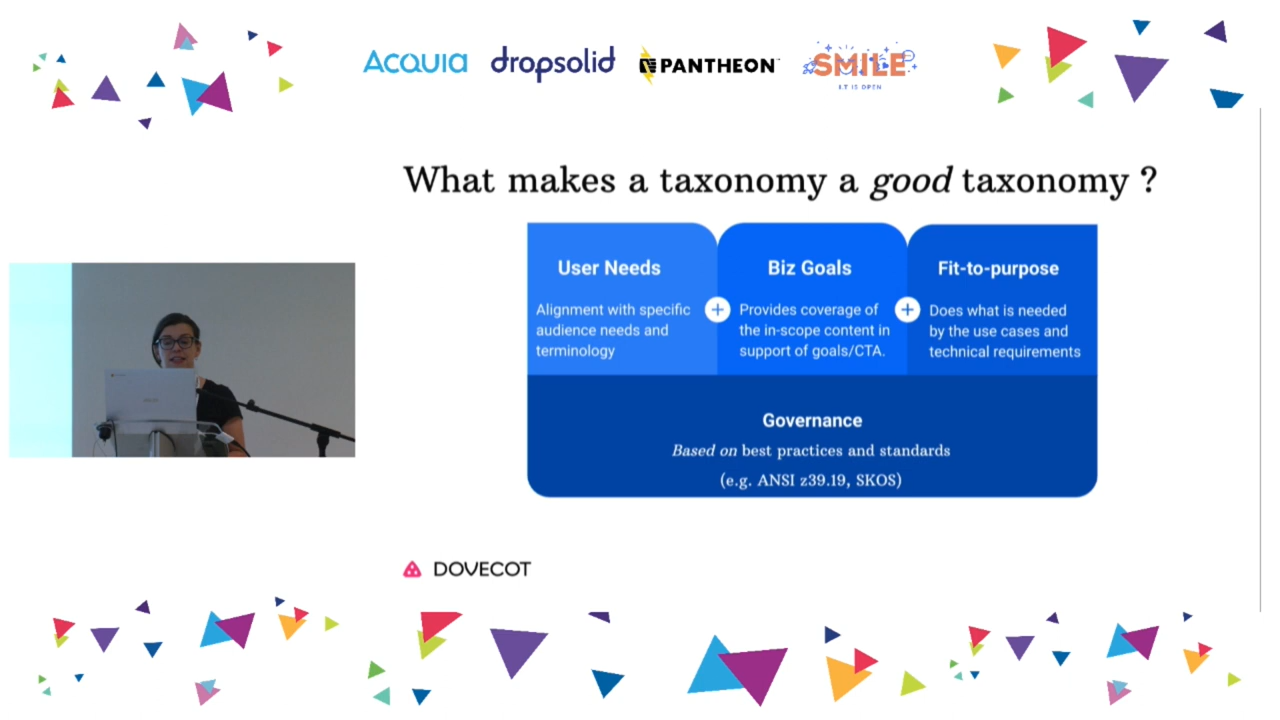 Acquia dropsolid PANTHEON SMILE
I.T IS OPEN
What makes a taxonomy a good taxonomy ?
User Needs
Alignment with specific
audience needs and
terminology
+
Biz Goals
Provides coverage of
the in-scope content in
support of goals/CTA.
+
Fit-to-purpose
Does what is needed
by the use cases and
technical requirements
Governance
Based on best practices and standards
(e.g. ANSI z39.19, SKOS)
DOVECOT